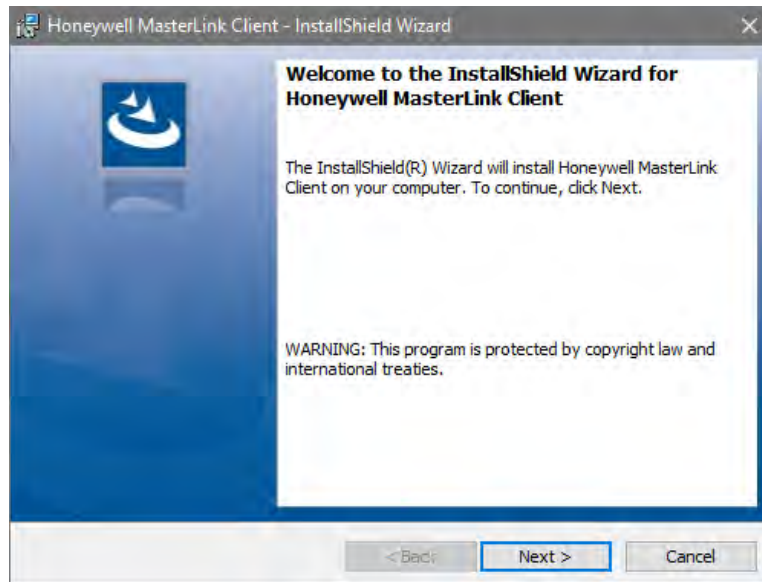 Honeywell MasterLink Client - InstallShield Wizard
Welcome to the InstallShield Wizard for
Honeywell MasterLink Client
The InstallShield(R) Wizard will install Honeywell MasterLink
Client on your computer. To continue, click Next.
WARNING: This program is protected by copyright law and
international treaties.
< Back
Next >
Cancel